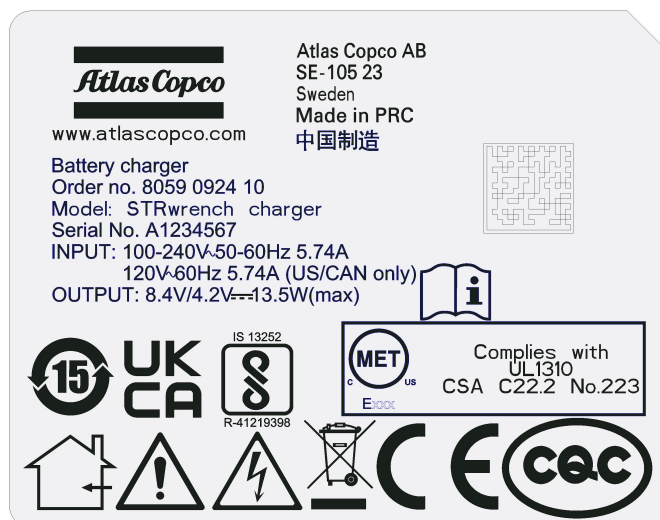 Atlas Copco
www.atlascopco.com
Atlas Copco AB
SE-105 23
Sweden
Made in PRC
中国制造
Battery charger
Order no. 8059 0924 10
Model: STRwrench charger
Serial No. A1234567
INPUT: 100-240V~50-60Hz 5.74A
120V~60Hz 5.74A (US/CAN only)
OUTPUT: 8.4V/4.2V⎓13.5W(max)
i
15
UK
CA
IS 13252
R-41219398
MET
C US
Exxx
Complies with
UL1310
CSA C22.2 No.223
CE
CQC